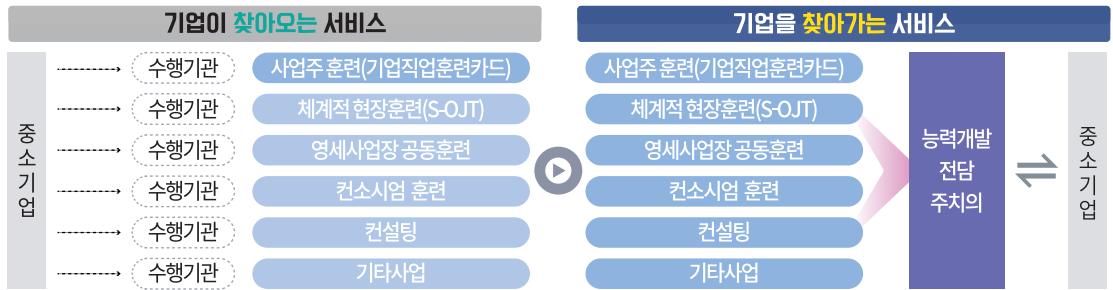 기업이 찾아오는 서비스
중소기업
수행기관 사업주 훈련(기업직업훈련카드)
수행기관 체계적 현장훈련(S-OJT)
수행기관 영세사업장 공동훈련
수행기관 컨소시엄 훈련
수행기관 컨설팅
수행기관 기타사업
기업을 찾아가는 서비스
사업주 훈련(기업직업훈련카드)
체계적 현장훈련(S-OJT)
영세사업장 공동훈련
컨소시엄 훈련
컨설팅
기타사업
능력개발
전담
주치의
중소기업